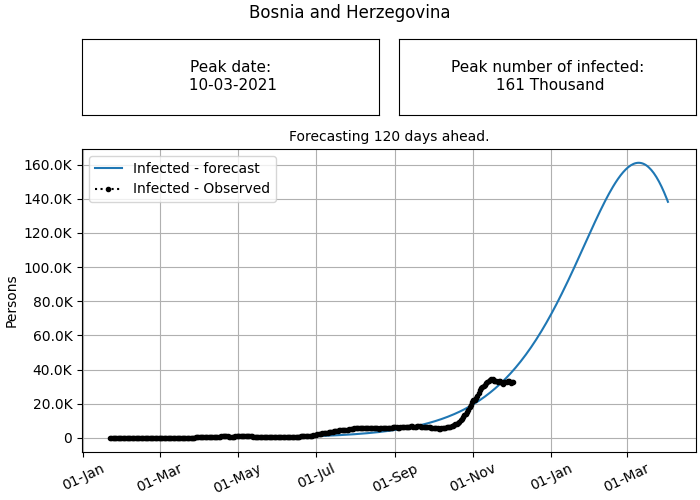 Bosnia and Herzegovina
Peak date:
10-03-2021
Peak number of infected:
161 Thousand
Forecasting 120 days ahead.
Infected - forecast
Infected - Observed
Persons
160.0K
140.0K
120.0K
100.0K
80.0K
60.0K
40.0K
20.0K
0
01-Jan
01-Mar
01-May
01-Jul
01-Sep
01-Nov
01-Jan
01-Mar